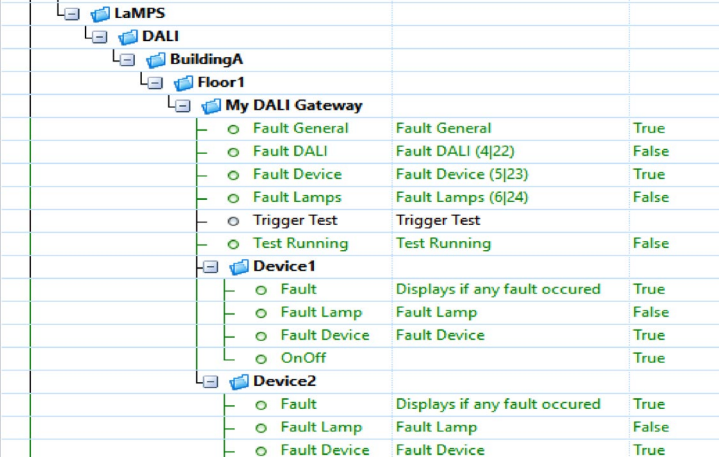 LaMPS
DALI
BuildingA
Floor1
My DALI Gateway
Fault General Fault General True
Fault DALI Fault DALI (4|22) False
Fault Device Fault Device (5|23) True
Fault Lamps Fault Lamps (6|24) False
Trigger Test Trigger Test
Test Running Test Running False
Device1
Fault Displays if any fault occured True
Fault Lamp Fault Lamp False
Fault Device Fault Device True
OnOff True
Device2
Fault Displays if any fault occured True
Fault Lamp Fault Lamp False
Fault Device Fault Device True